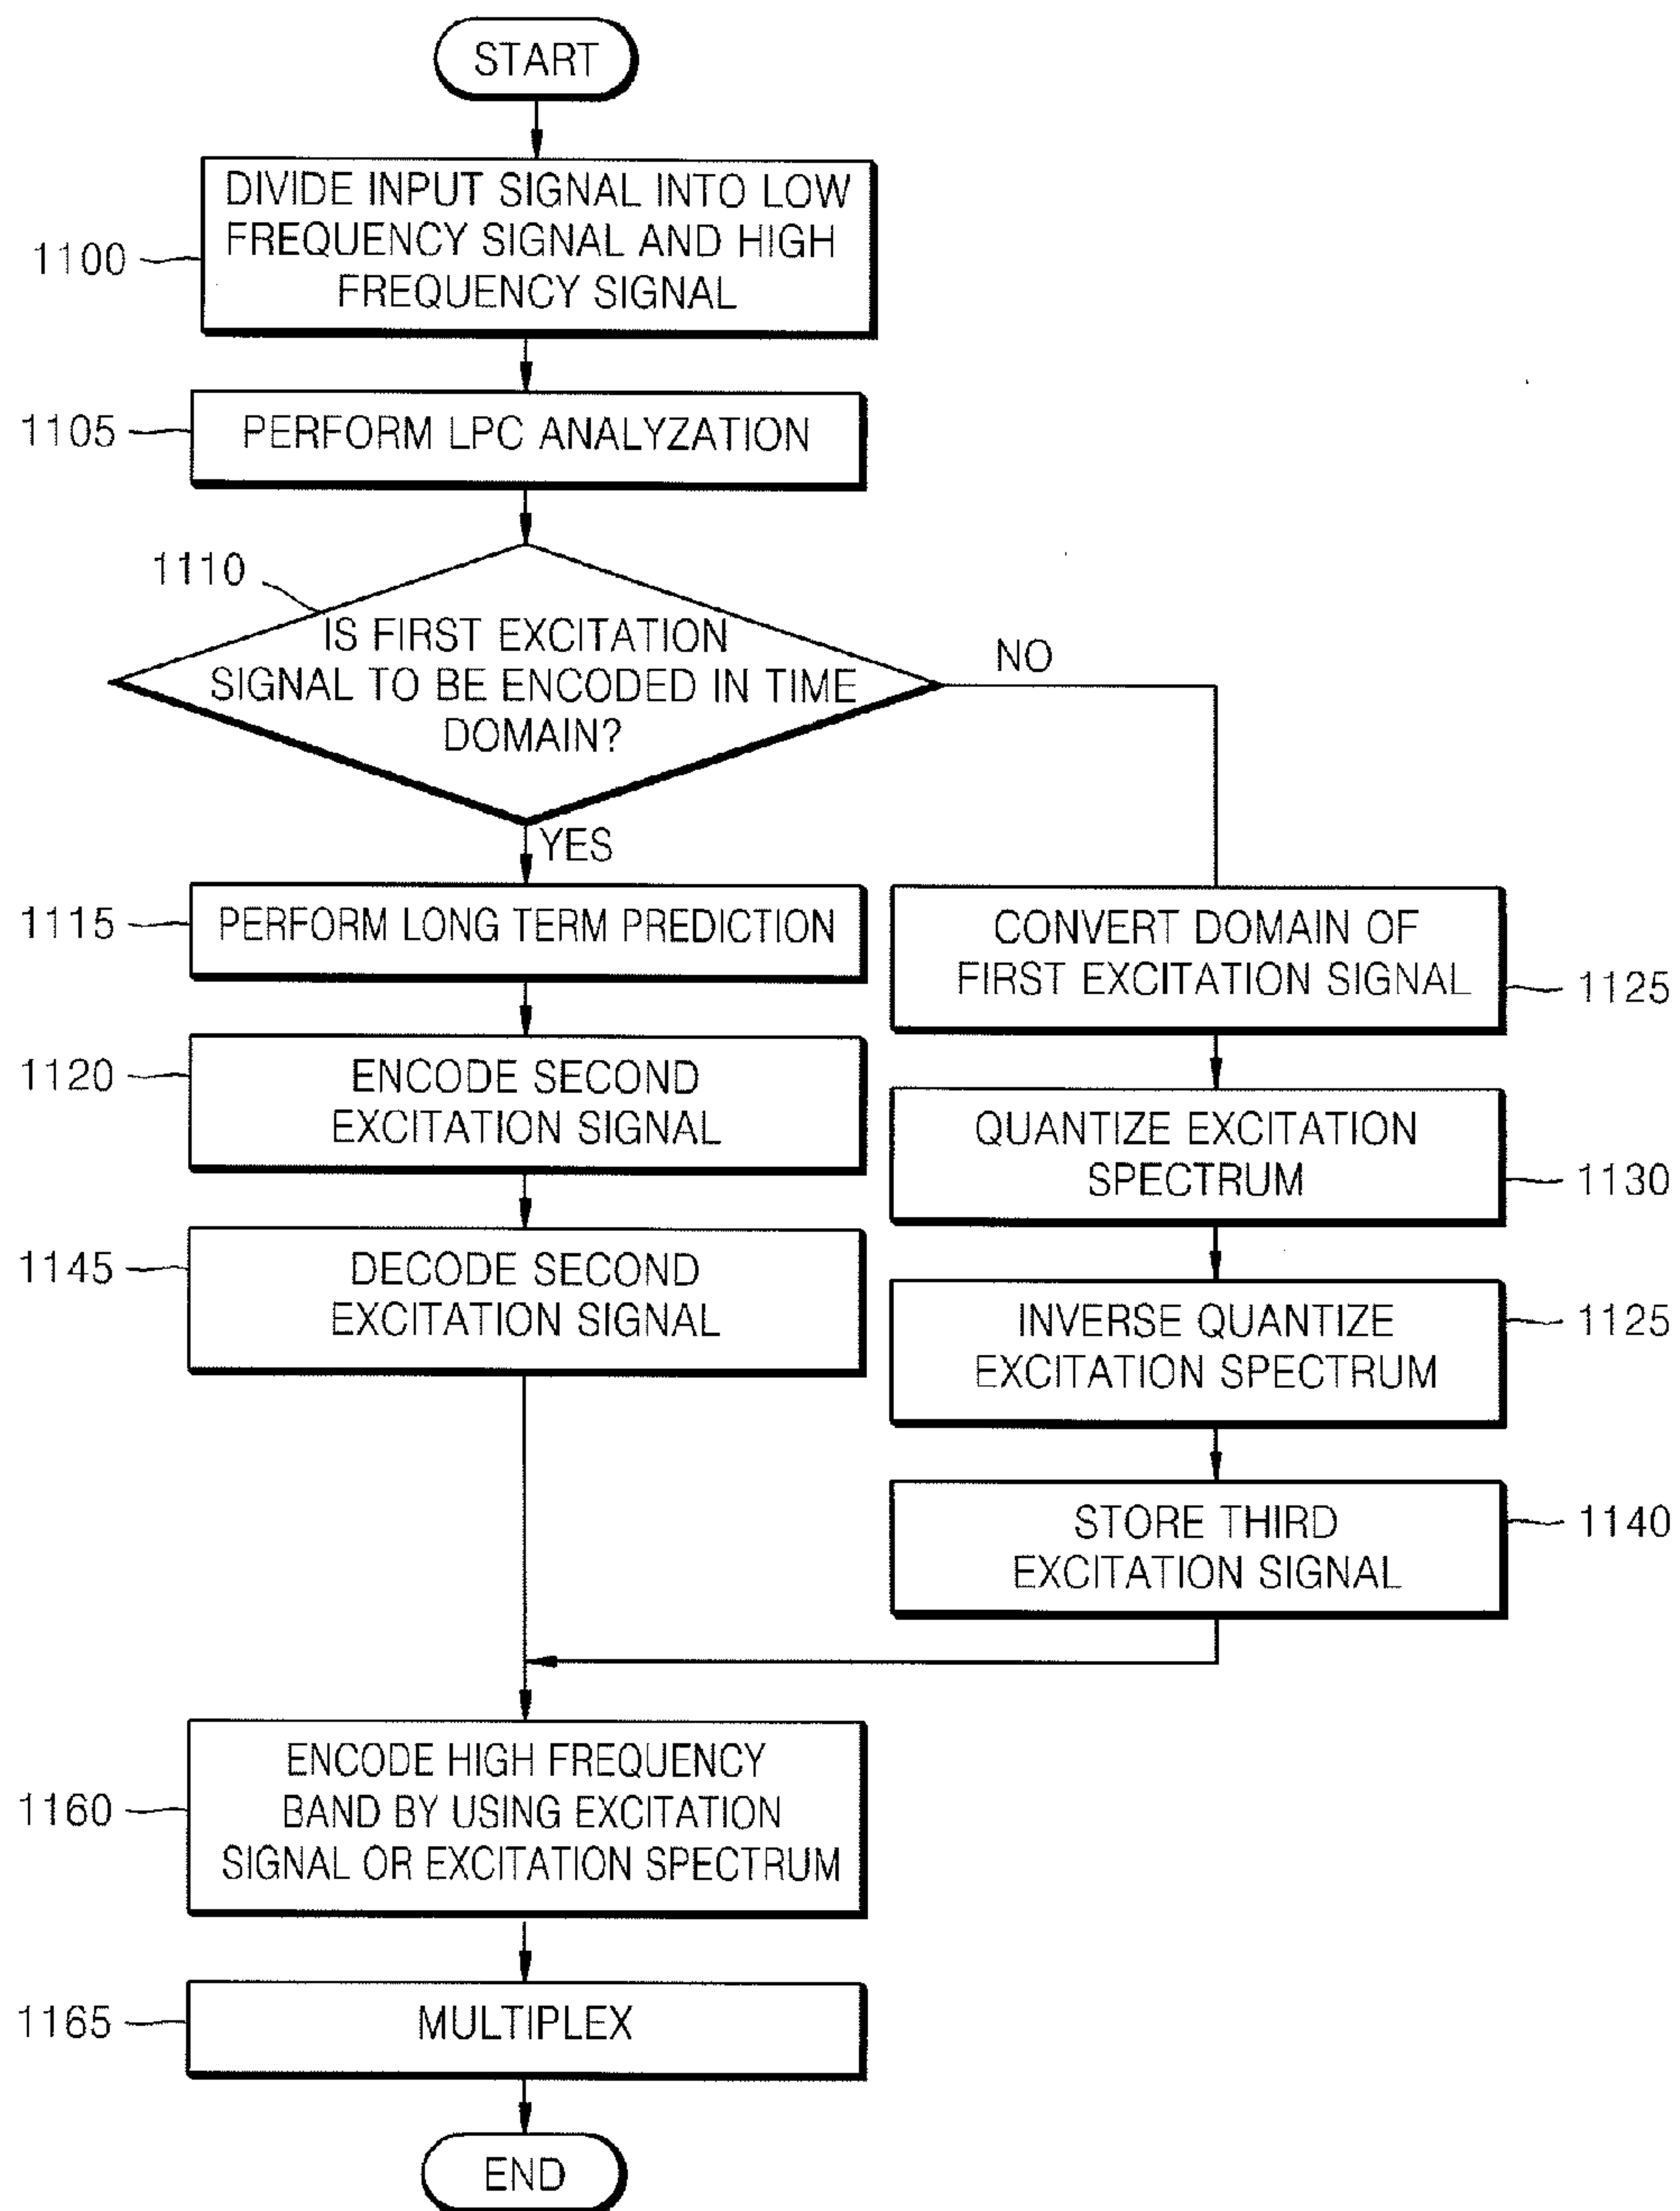 START
DIVIDE INPUT SIGNAL INTO LOW
FREQUENCY SIGNAL AND HIGH
FREQUENCY SIGNAL
1100
PERFORM LPC ANALYZATION
1105
1110
IS FIRST EXCITATION
SIGNAL TO BE ENCODED IN TIME
DOMAIN?
NO
YES
PERFORM LONG TERM PREDICTION
1115
ENCODE SECOND
EXCITATION SIGNAL
1120
DECODE SECOND
EXCITATION SIGNAL
1145
CONVERT DOMAIN OF
FIRST EXCITATION SIGNAL
1125
QUANTIZE EXCITATION
SPECTRUM
1130
INVERSE QUANTIZE
EXCITATION SPECTRUM
1125
STORE THIRD
EXCITATION SIGNAL
1140
ENCODE HIGH FREQUENCY
BAND BY USING EXCITATION
SIGNAL OR EXCITATION SPECTRUM
1160
MULTIPLEX
1165
END